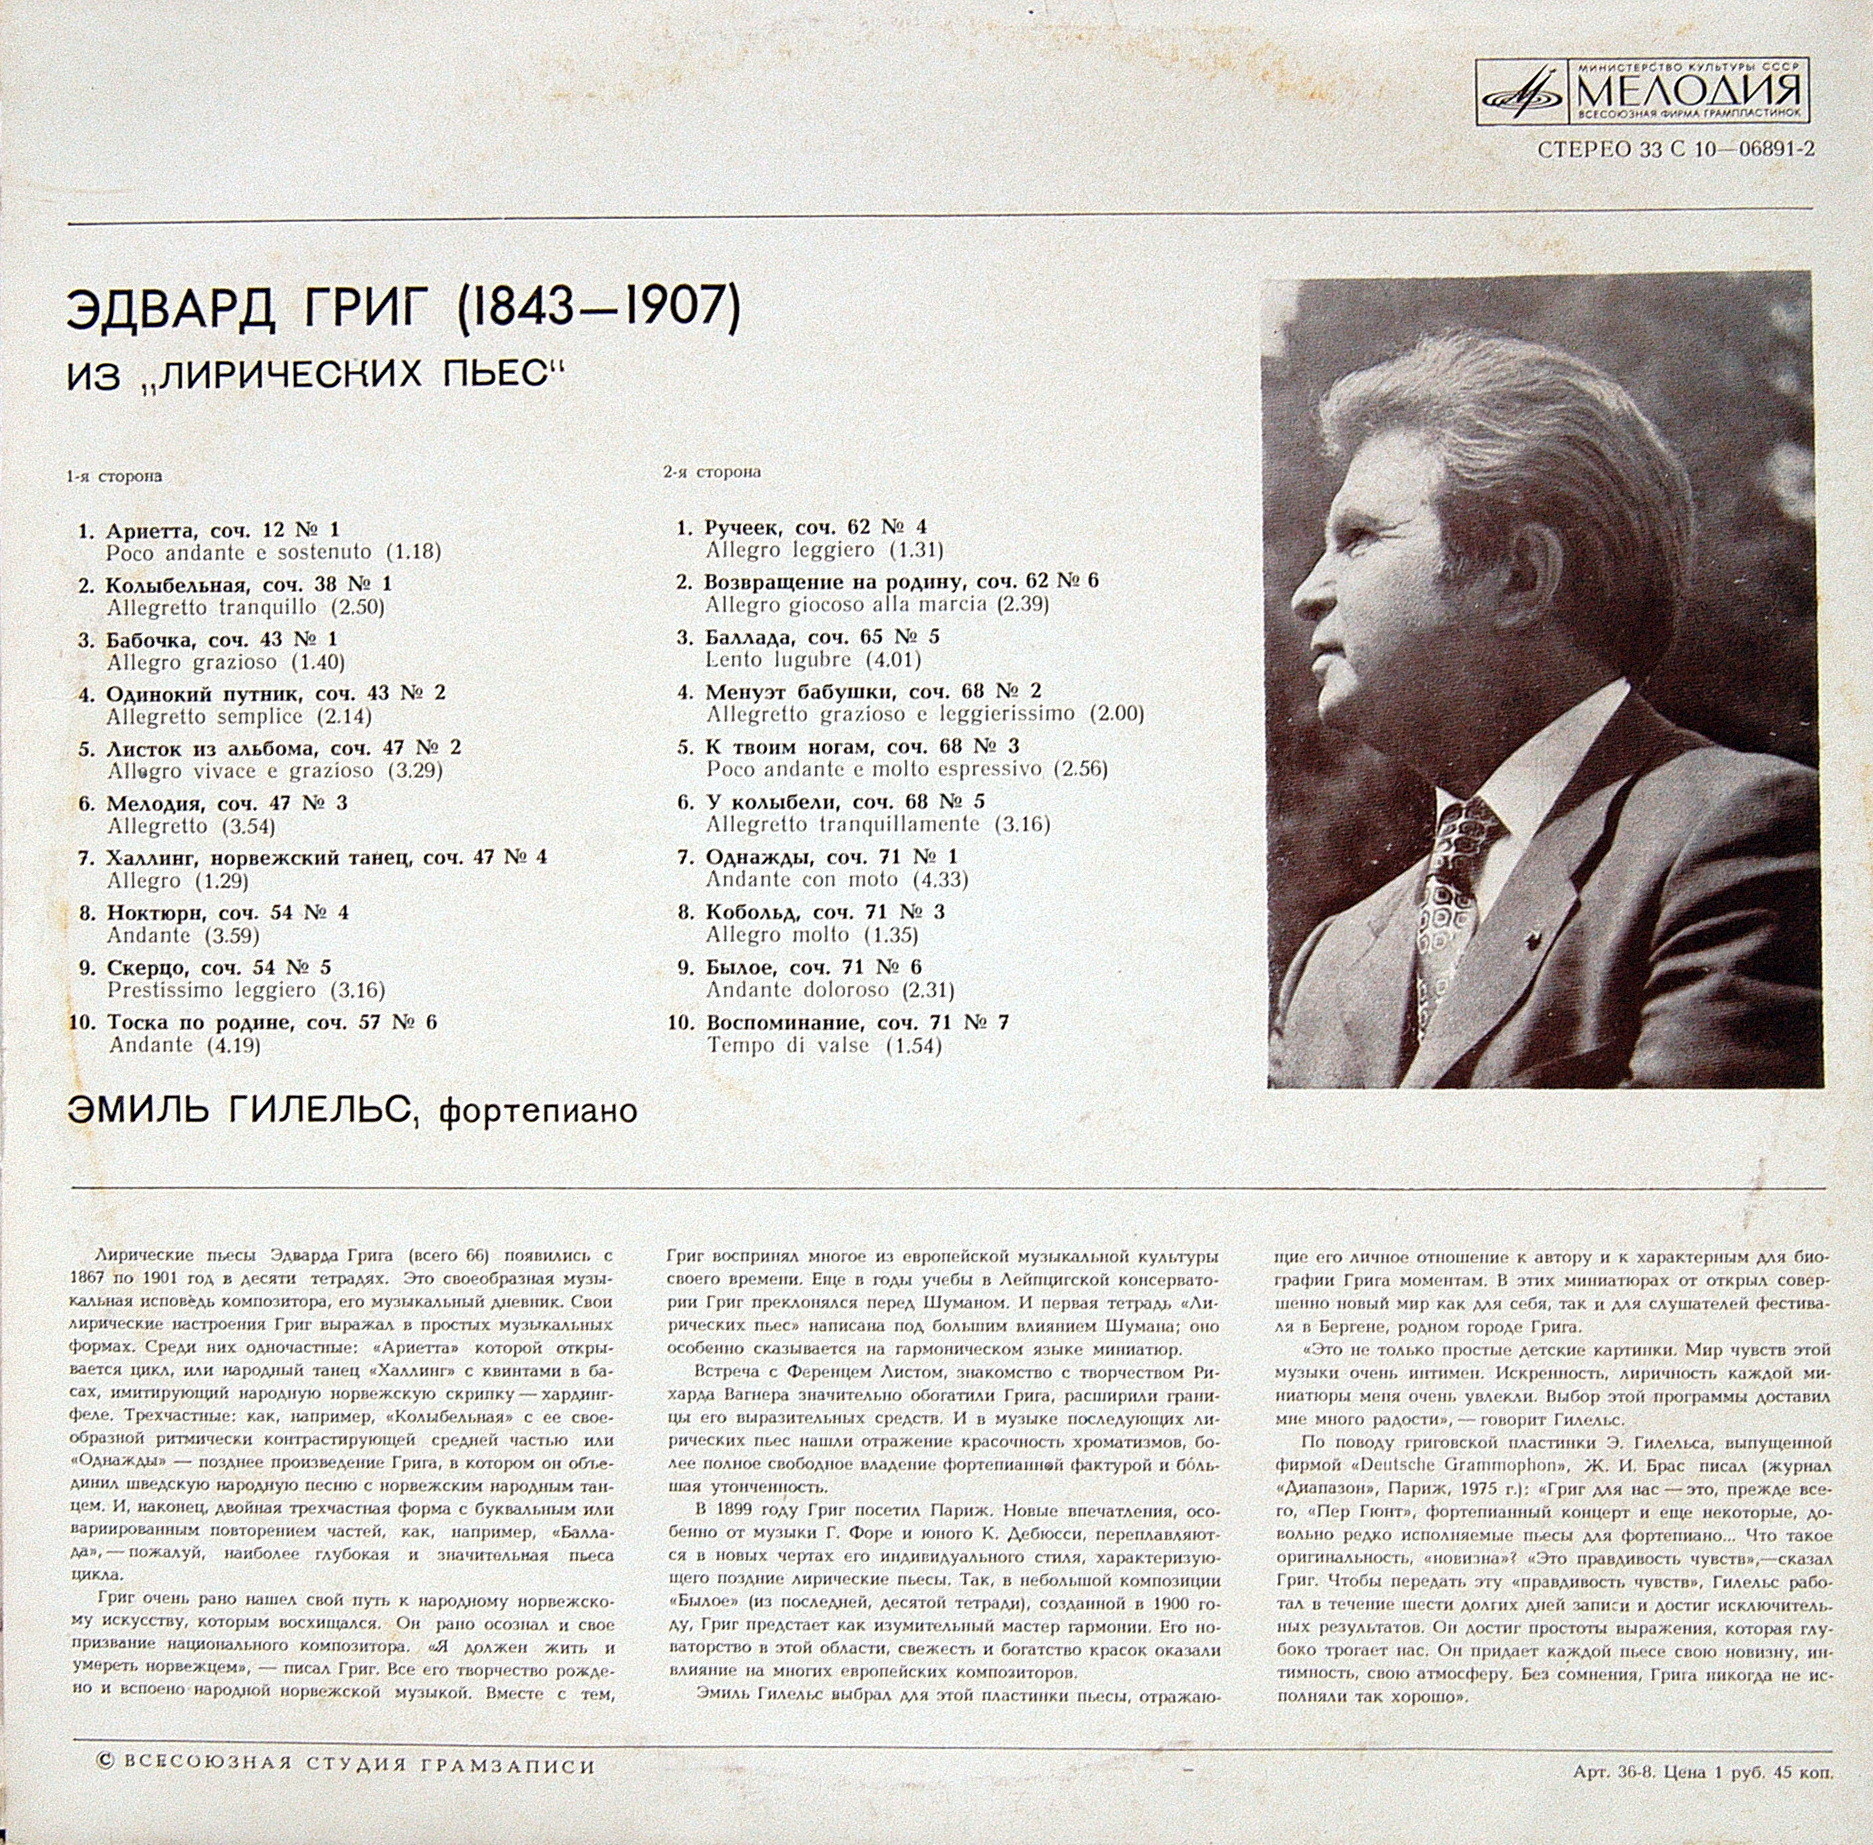 МИНИСТЕРСТВО КУЛЬТУРЫ СССР
МЕЛОДИЯ
ВСЕСОЮЗНАЯ ФИРМА ГРАМПЛАСТИНОК
СТЕРЕО 33 С 10—06891-2
ЭДВАРД ГРИГ (1843—1907)
ИЗ „ЛИРИЧЕСКИХ ПЬЕС“
1-я сторона
1. Ариетта, соч. 12 № 1
Poco andante e sostenuto (1.18)
2. Колыбельная, соч. 38 № 1
Allegretto tranquillo (2.50)
3. Бабочка, соч. 43 № 1
Allegro grazioso (1.40)
4. Одинокий путник, соч. 43 № 2
Allegretto semplice (2.14)
5. Листок из альбома, соч. 47 № 2
Allegro vivace e grazioso (3.29)
6. Мелодия, соч. 47 № 3
Allegretto (3.54)
7. Халлинг, норвежский танец, соч. 47 № 4
Allegro (1.29)
8. Ноктюрн, соч. 54 № 4
Andante (3.59)
9. Скерцо, соч. 54 № 5
Prestissimo leggiero (3.16)
10. Тоска по родине, соч. 57 № 6
Andante (4.19)
2-я сторона
1. Ручеек, соч. 62 № 4
Allegro leggiero (1.31)
2. Возвращение на родину, соч. 62 № 6
Allegro giocoso alla marcia (2.39)
3. Баллада, соч. 65 № 5
Lento lugubre (4.01)
4. Менуэт бабушки, соч. 68 № 2
Allegretto grazioso e leggierissimo (2.00)
5. К твоим ногам, соч. 68 № 3
Poco andante e molto espressivo (2.56)
6. У колыбели, соч. 68 № 5
Allegretto tranquillamente (3.16)
7. Однажды, соч. 71 № 1
Andante con moto (4.33)
8. Кобольд, соч. 71 № 3
Allegro molto (1.35)
9. Былое, соч. 71 № 6
Andante doloroso (2.31)
10. Воспоминание, соч. 71 № 7
Tempo di valse (1.54)
ЭМИЛЬ ГИЛЕЛЬС, фортепиано
Лирические пьесы Эдварда Грига (всего 66) появились с
1867 по 1901 год в десяти тетрадях. Это своеобразная музы-
кальная исповедь композитора, его музыкальный дневник. Свои
лирические настроения Григ выражал в простых музыкальных
формах. Среди них одночастные: «Ариетта» которой откры-
вается цикл, или народный танец «Халлинг» с квинтами в ба-
сах, имитирующий народную норвежскую скрипку — хардинг-
феле. Трехчастные: как, например, «Колыбельная» с ее свое-
образной ритмически контрастирующей средней частью или
«Однажды» — позднее произведение Грига, в котором он объе-
динил шведскую народную песню с норвежским народным тан-
цем. И, наконец, двойная трехчастная форма с буквальным или
вариированным повторением частей, как, например, «Балла-
да», — пожалуй, наиболее глубокая и значительная пьеса
цикла.
Григ очень рано нашел свой путь к народному норвежско-
му искусству, которым восхищался. Он рано осознал и свое
призвание национального композитора. «Я должен жить и
умереть норвежцем», — писал Григ. Все его творчество рожде-
но и вспоено народной норвежской музыкой. Вместе с тем,
Григ воспринял многое из европейской музыкальной культуры
своего времени. Еще в годы учебы в Лейпцигской консервато-
рии Григ преклонялся перед Шуманом. И первая тетрадь «Ли-
рических пьес» написана под большим влиянием Шумана; оно
особенно сказывается на гармоническом языке миниатюр.
Встреча с Ференцем Листом, знакомство с творчеством Ри-
харда Вагнера значительно обогатили Грига, расширили грани-
цы его выразительных средств. И в музыке последующих ли-
рических пьес нашли отражение красочность хроматизмов, бо-
лее полное свободное владение фортепианной фактурой и бо́ль-
шая утонченность.
В 1899 году Григ посетил Париж. Новые впечатления, осо-
бенно от музыки Г. Форе и юного К. Дебюсси, переплавляют-
ся в новых чертах его индивидуального стиля, характеризую-
щего поздние лирические пьесы. Так, в небольшой композиции
«Былое» (из последней, десятой тетради), созданной в 1900 го-
ду, Григ предстает как изумительный мастер гармонии. Его но-
ваторство в этой области, свежесть и богатство красок оказали
влияние на многих европейских композиторов.
Эмиль Гилельс выбрал для этой пластинки пьесы, отражаю-
щие его личное отношение к автору и к характерным для био-
графии Грига моментам. В этих миниатюрах от открыл совер-
шенно новый мир как для себя, так и для слушателей фестива-
ля в Бергене, родном городе Грига.
«Это не только простые детские картинки. Мир чувств этой
музыки очень интимен. Искренность, лиричность каждой ми-
ниатюры меня очень увлекли. Выбор этой программы доставил
мне много радости», — говорит Гилельс.
По поводу григовской пластинки Э. Гилельса, выпущенной
фирмой «Deutsche Grammophon», Ж. И. Брас писал (журнал
«Диапазон», Париж, 1975 г.): «Григ для нас — это, прежде все-
го, «Пер Гюнт», фортепианный концерт и еще некоторые, до-
вольно редко исполняемые пьесы для фортепиано... Что такое
оригинальность, «новизна»? «Это правдивость чувств»,—сказал
Григ. Чтобы передать эту «правдивость чувств», Гилельс рабо-
тал в течение шести долгих дней записи и достиг исключитель-
ных результатов. Он достиг простоты выражения, которая глу-
боко трогает нас. Он придает каждой пьесе свою новизну, ин-
тимность, свою атмосферу. Без сомнения, Грига никогда не ис-
полняли так хорошо».
© ВСЕСОЮЗНАЯ СТУДИЯ ГРАМЗАПИСИ
Арт. 36-8. Цена 1 руб. 45 коп.